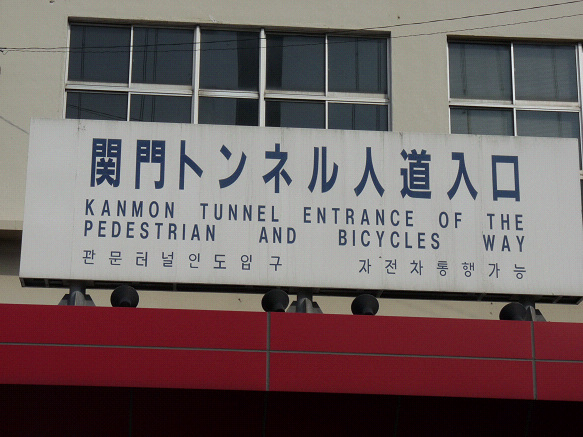 関門トンネル人道入口
KANMON TUNNEL ENTRANCE OF THE
PEDESTRIAN AND BICYCLES WAY
관문터널인도입구 자전차통행가능